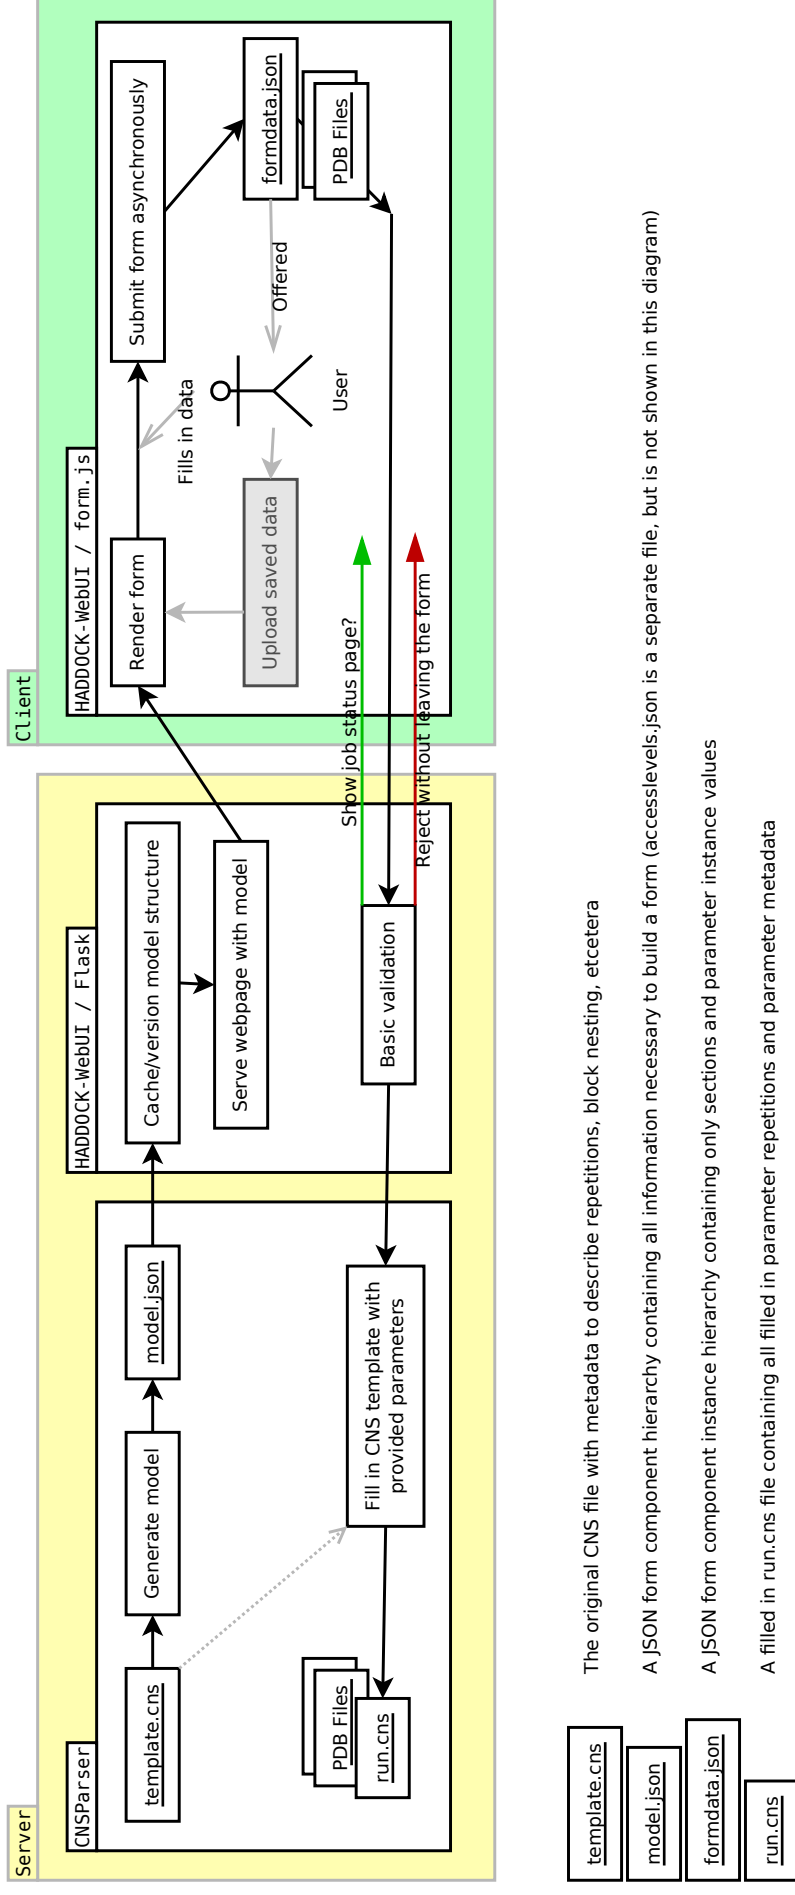 Server
CNSParser
template.cns
Generate model
model.json
PDB Files
run.cns
Fill in CNS template with
provided parameters
HADDOCK-WebUI / Flask
Cache/version model structure
Serve webpage with model
Basic validation
Show job status page?
Reject without leaving the form
Client
HADDOCK-WebUI / form.js
Render form
Fills in data
Submit form asynchronously
Upload saved data
User
Offered
formdata.json
PDB Files
template.cns
The original CNS file with metadata to describe repetitions, block nesting, etcetera
model.json
A JSON form component hierarchy containing all information necessary to build a form (accesslevels.json is a separate file, but is not shown in this diagram)
formdata.json
A JSON form component instance hierarchy containing only sections and parameter instance values
run.cns
A filled in run.cns file containing all filled in parameter repetitions and parameter metadata